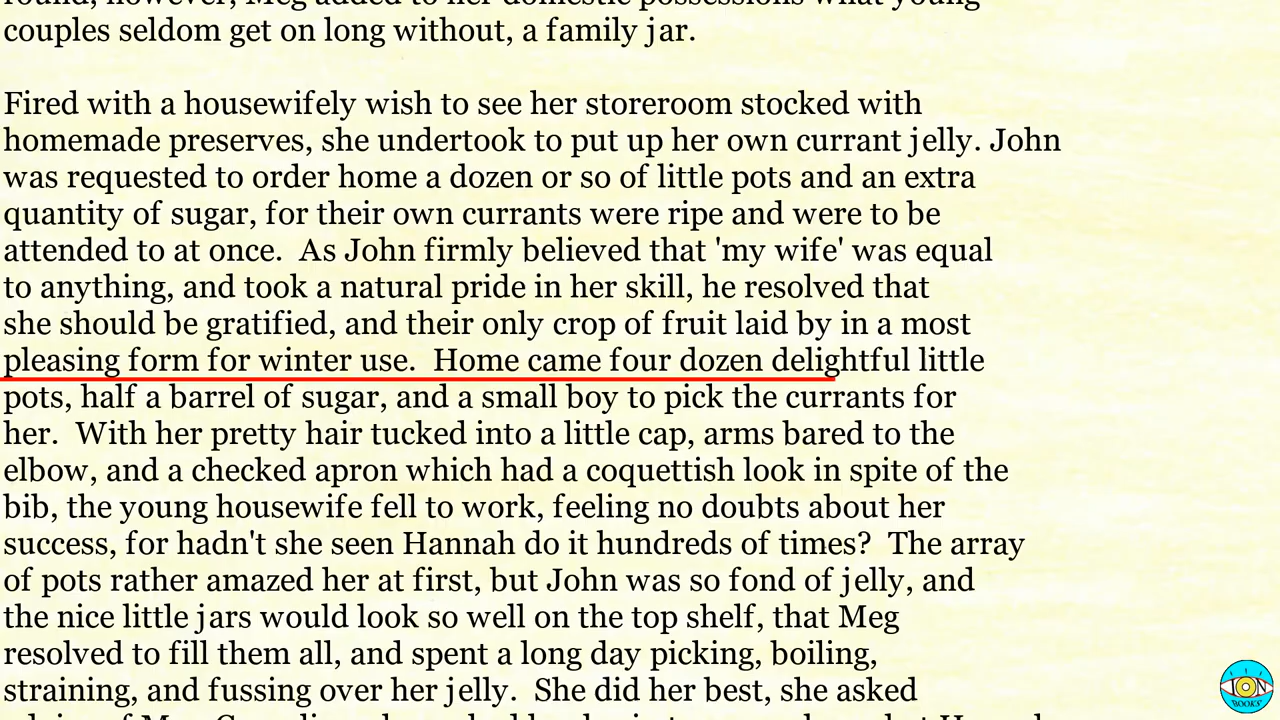 couples seldom get on long without, a family jar.
Fired with a housewifely wish to see her storeroom stocked with
homemade preserves, she undertook to put up her own currant jelly. John
was requested to order home a dozen or so of little pots and an extra
quantity of sugar, for their own currants were ripe and were to be
attended to at once.  As John firmly believed that 'my wife' was equal
to anything, and took a natural pride in her skill, he resolved that
she should be gratified, and their only crop of fruit laid by in a most
pleasing form for winter use.  Home came four dozen delightful little
pots, half a barrel of sugar, and a small boy to pick the currants for
her.  With her pretty hair tucked into a little cap, arms bared to the
elbow, and a checked apron which had a coquettish look in spite of the
bib, the young housewife fell to work, feeling no doubts about her
success, for hadn't she seen Hannah do it hundreds of times?  The array
of pots rather amazed her at first, but John was so fond of jelly, and
the nice little jars would look so well on the top shelf, that Meg
resolved to fill them all, and spent a long day picking, boiling,
straining, and fussing over her jelly.  She did her best, she asked
ION
BOOKS